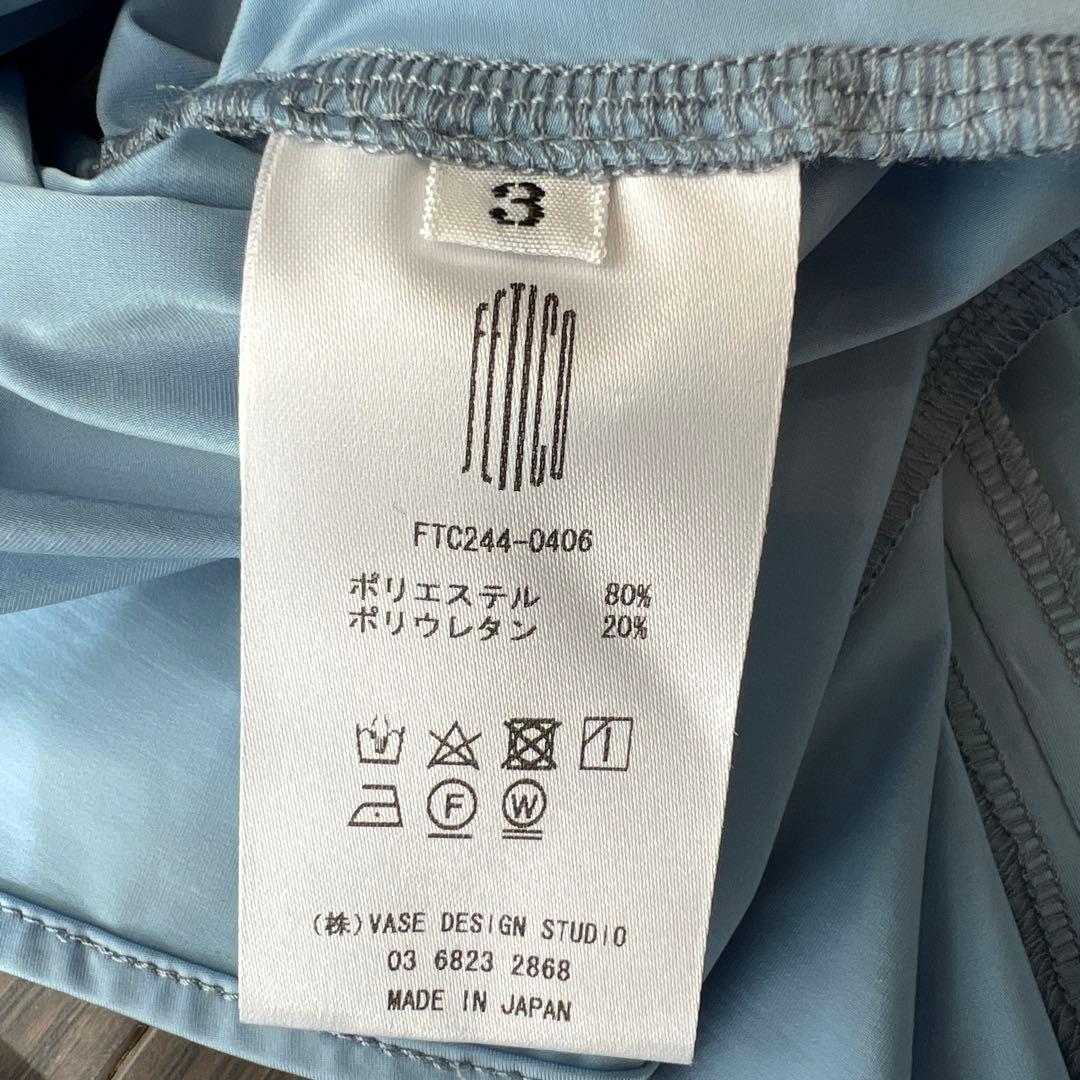 3
FETICO
FTC244-0406
ポリエステル 80%
ポリウレタン 20%
F W
(株)VASE DESIGN STUDIO
03 6823 2868
MADE IN JAPAN